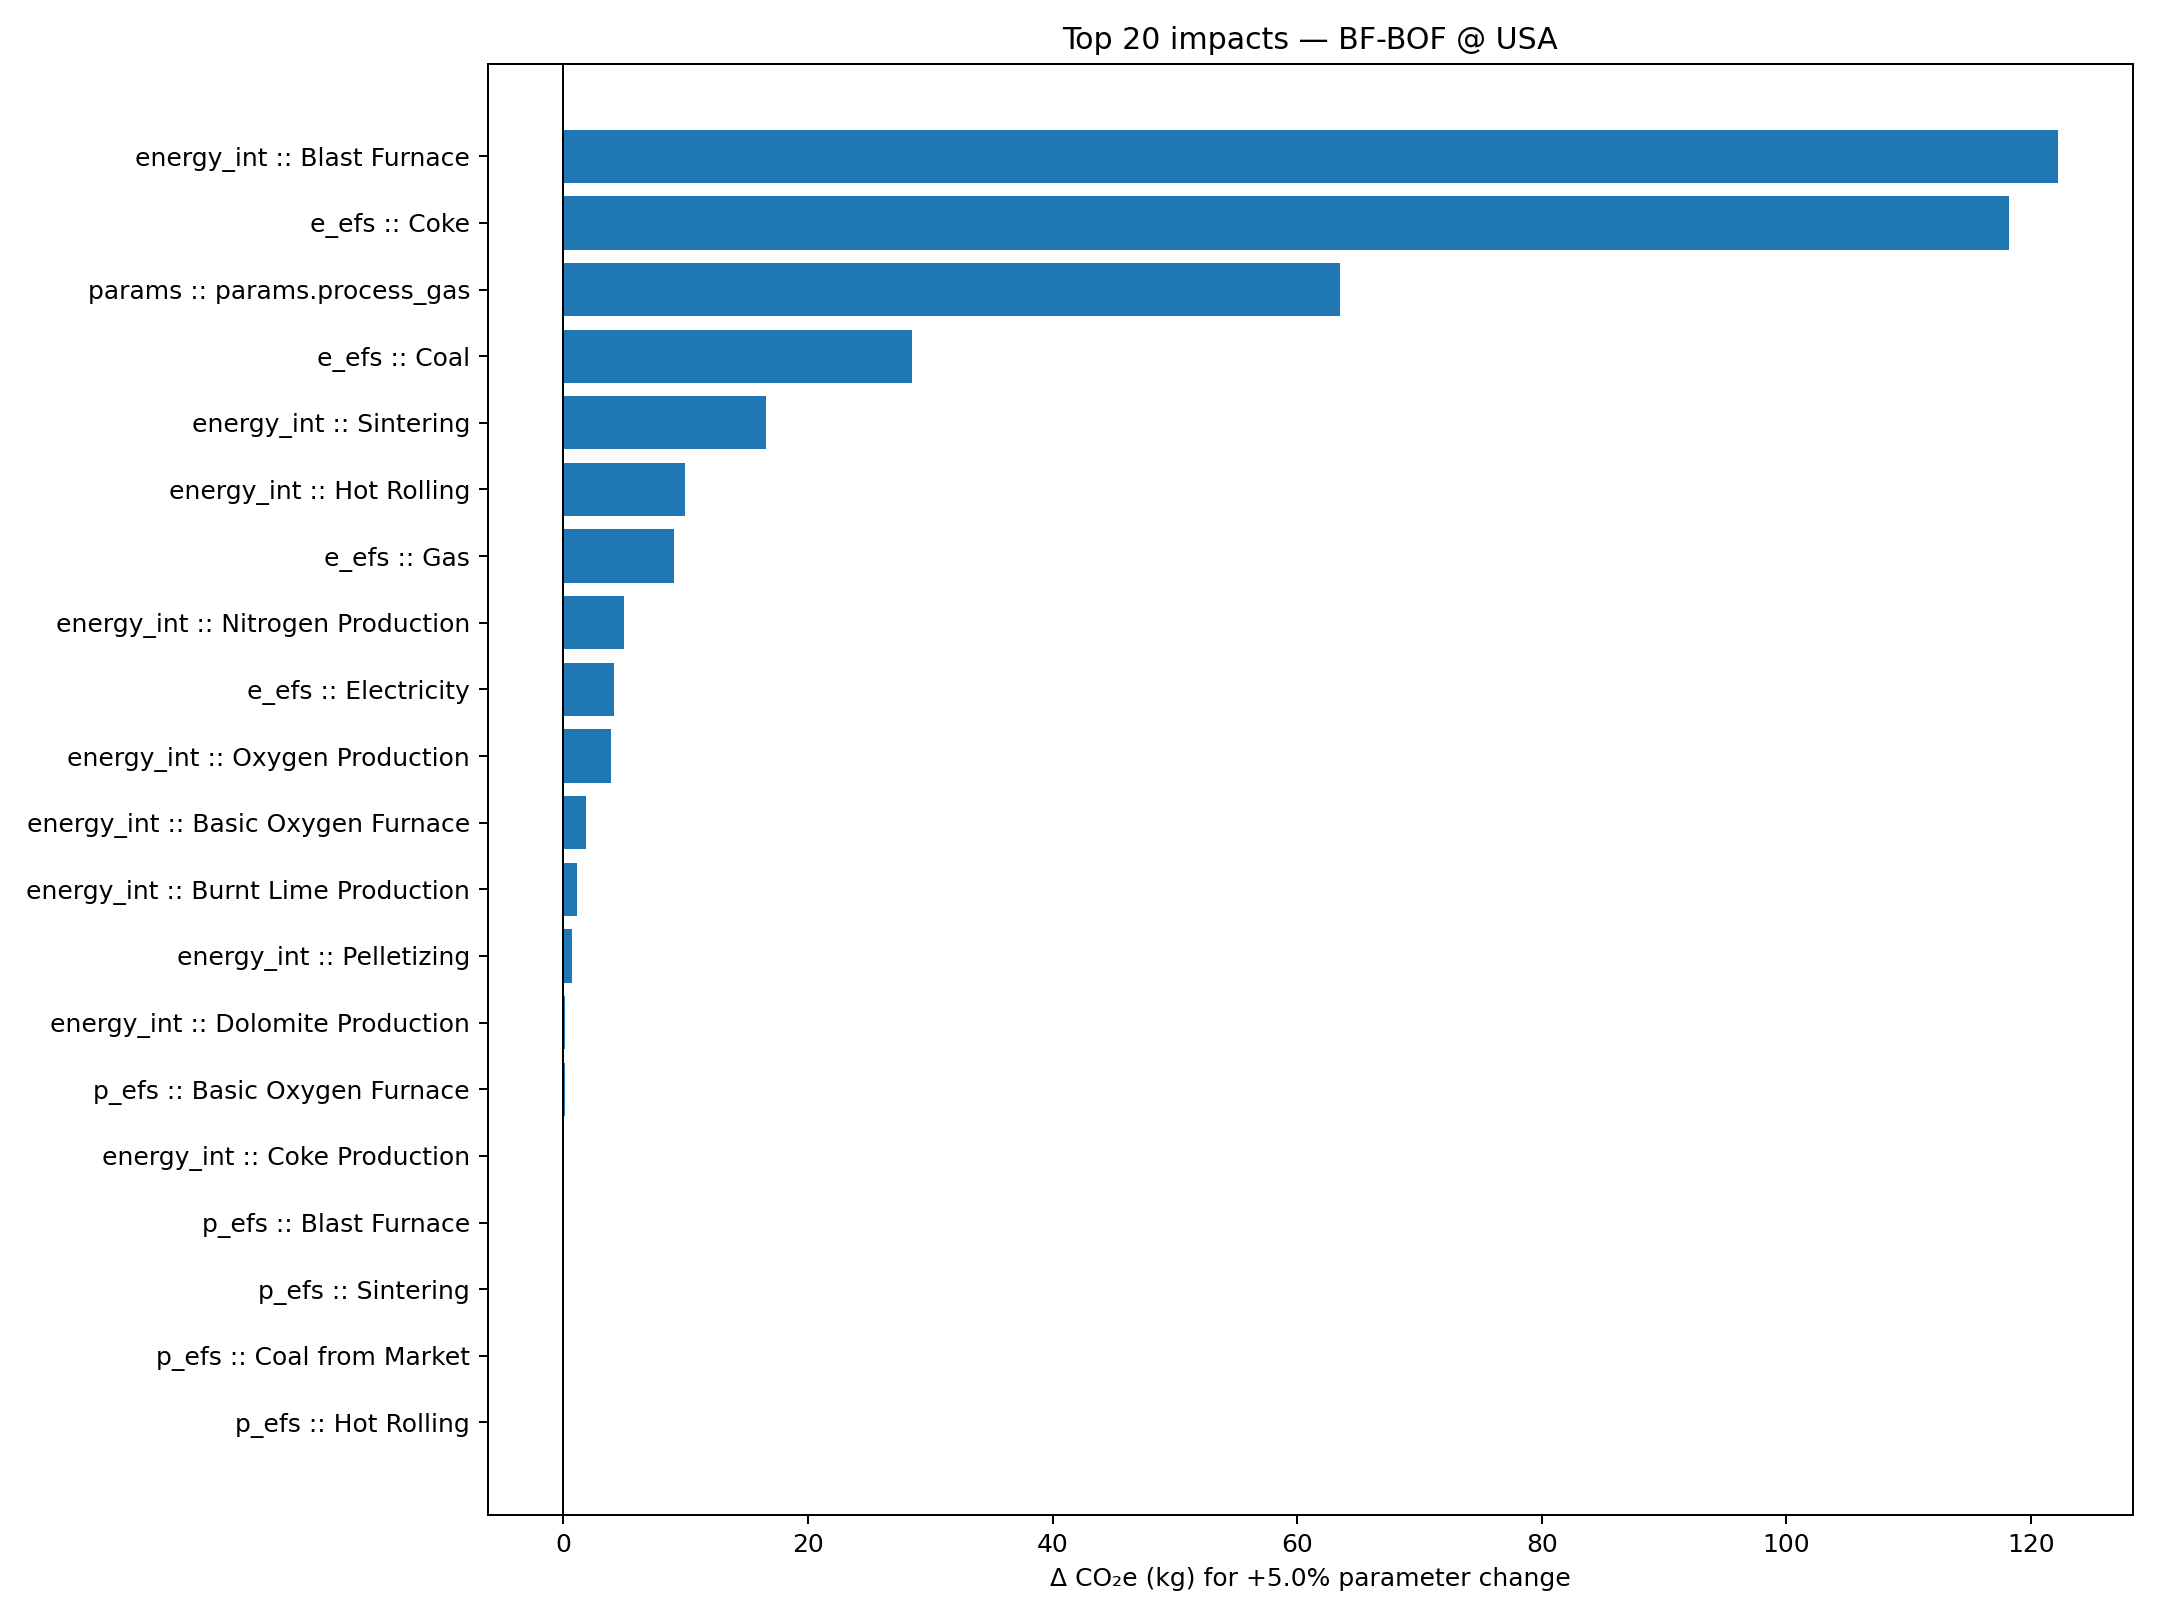 Top 20 impacts — BF-BOF @ USA
energy_int :: Blast Furnace
e_efs :: Coke
params :: params.process_gas
e_efs :: Coal
energy_int :: Sintering
energy_int :: Hot Rolling
e_efs :: Gas
energy_int :: Nitrogen Production
e_efs :: Electricity
energy_int :: Oxygen Production
energy_int :: Basic Oxygen Furnace
energy_int :: Burnt Lime Production
energy_int :: Pelletizing
energy_int :: Dolomite Production
p_efs :: Basic Oxygen Furnace
energy_int :: Coke Production
p_efs :: Blast Furnace
p_efs :: Sintering
p_efs :: Coal from Market
p_efs :: Hot Rolling
0 20 40 60 80 100 120
Δ CO₂e (kg) for +5.0% parameter change